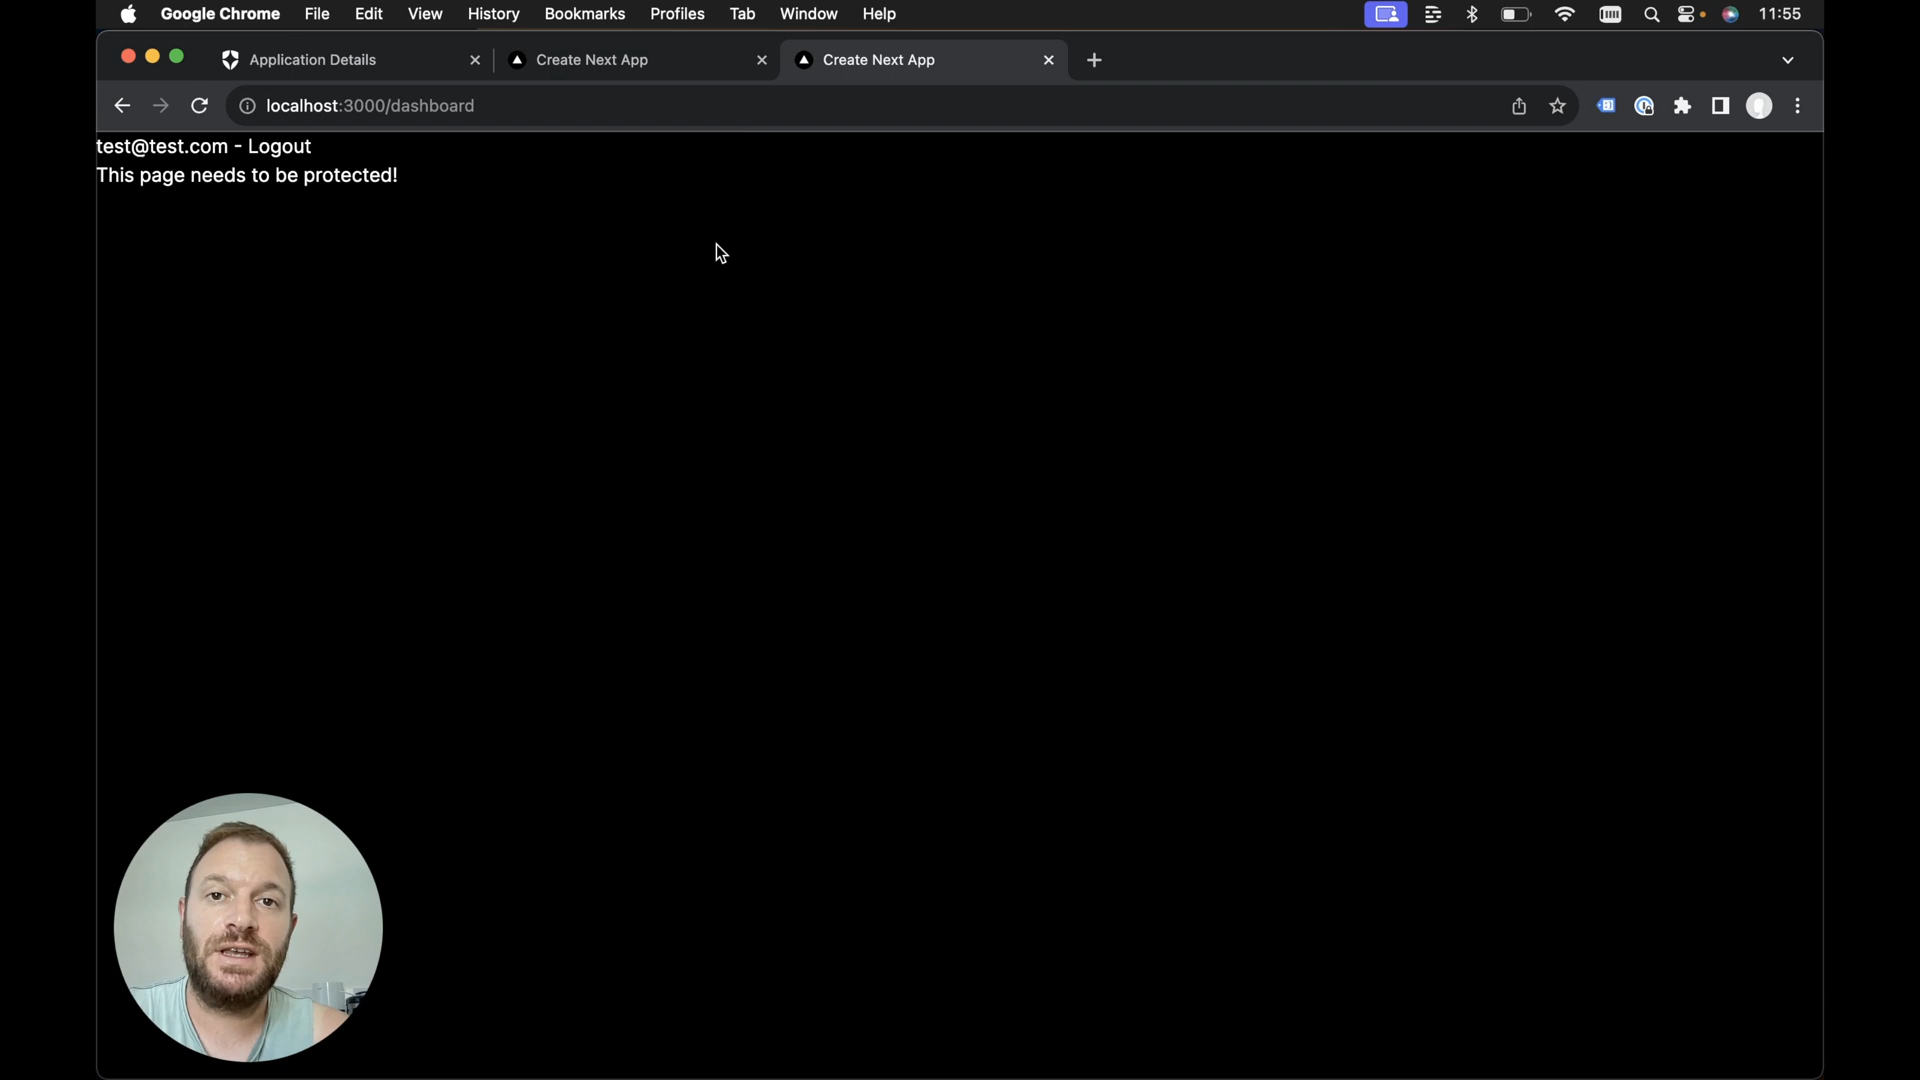 Google Chrome File Edit View History Bookmarks Profiles Tab Window Help 11:55
Application Details Create Next App Create Next App
localhost:3000/dashboard
test@test.com - Logout
This page needs to be protected!